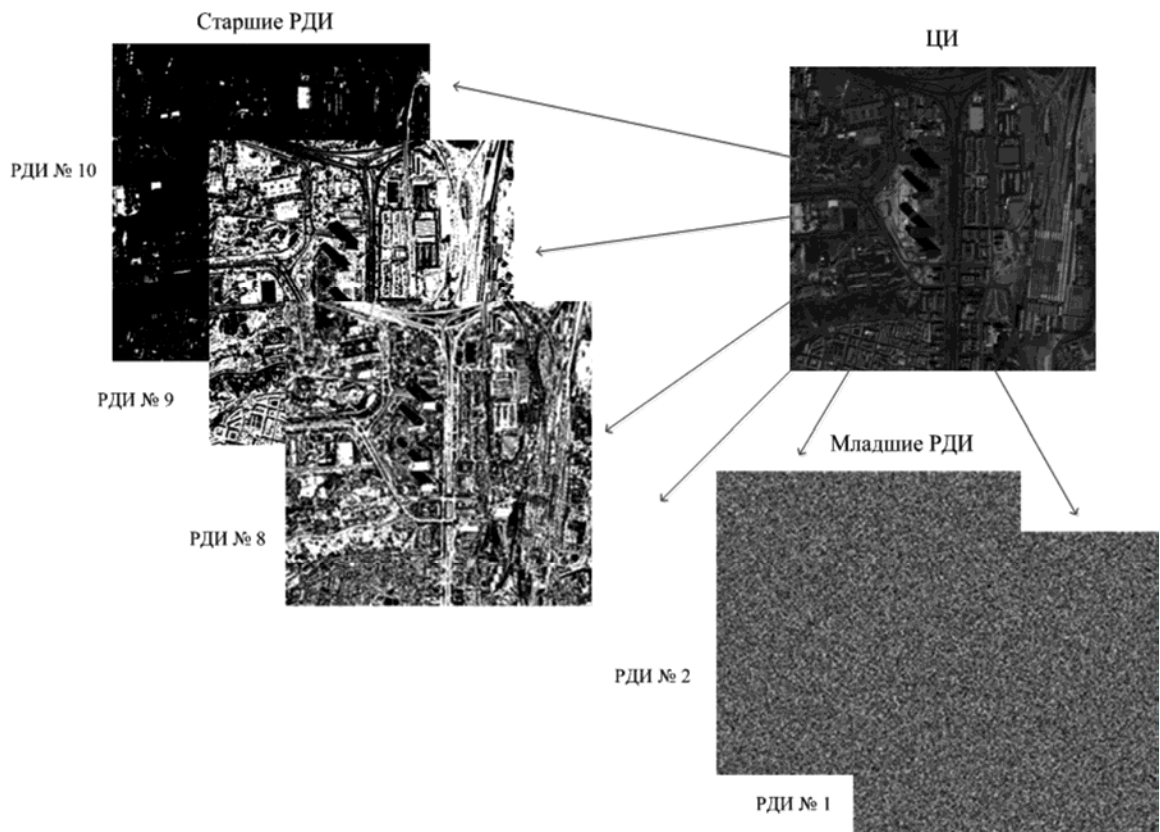 Старшие РДИ
ЦИ
РДИ № 10
РДИ № 9
Младшие РДИ
РДИ № 8
РДИ № 2
РДИ № 1